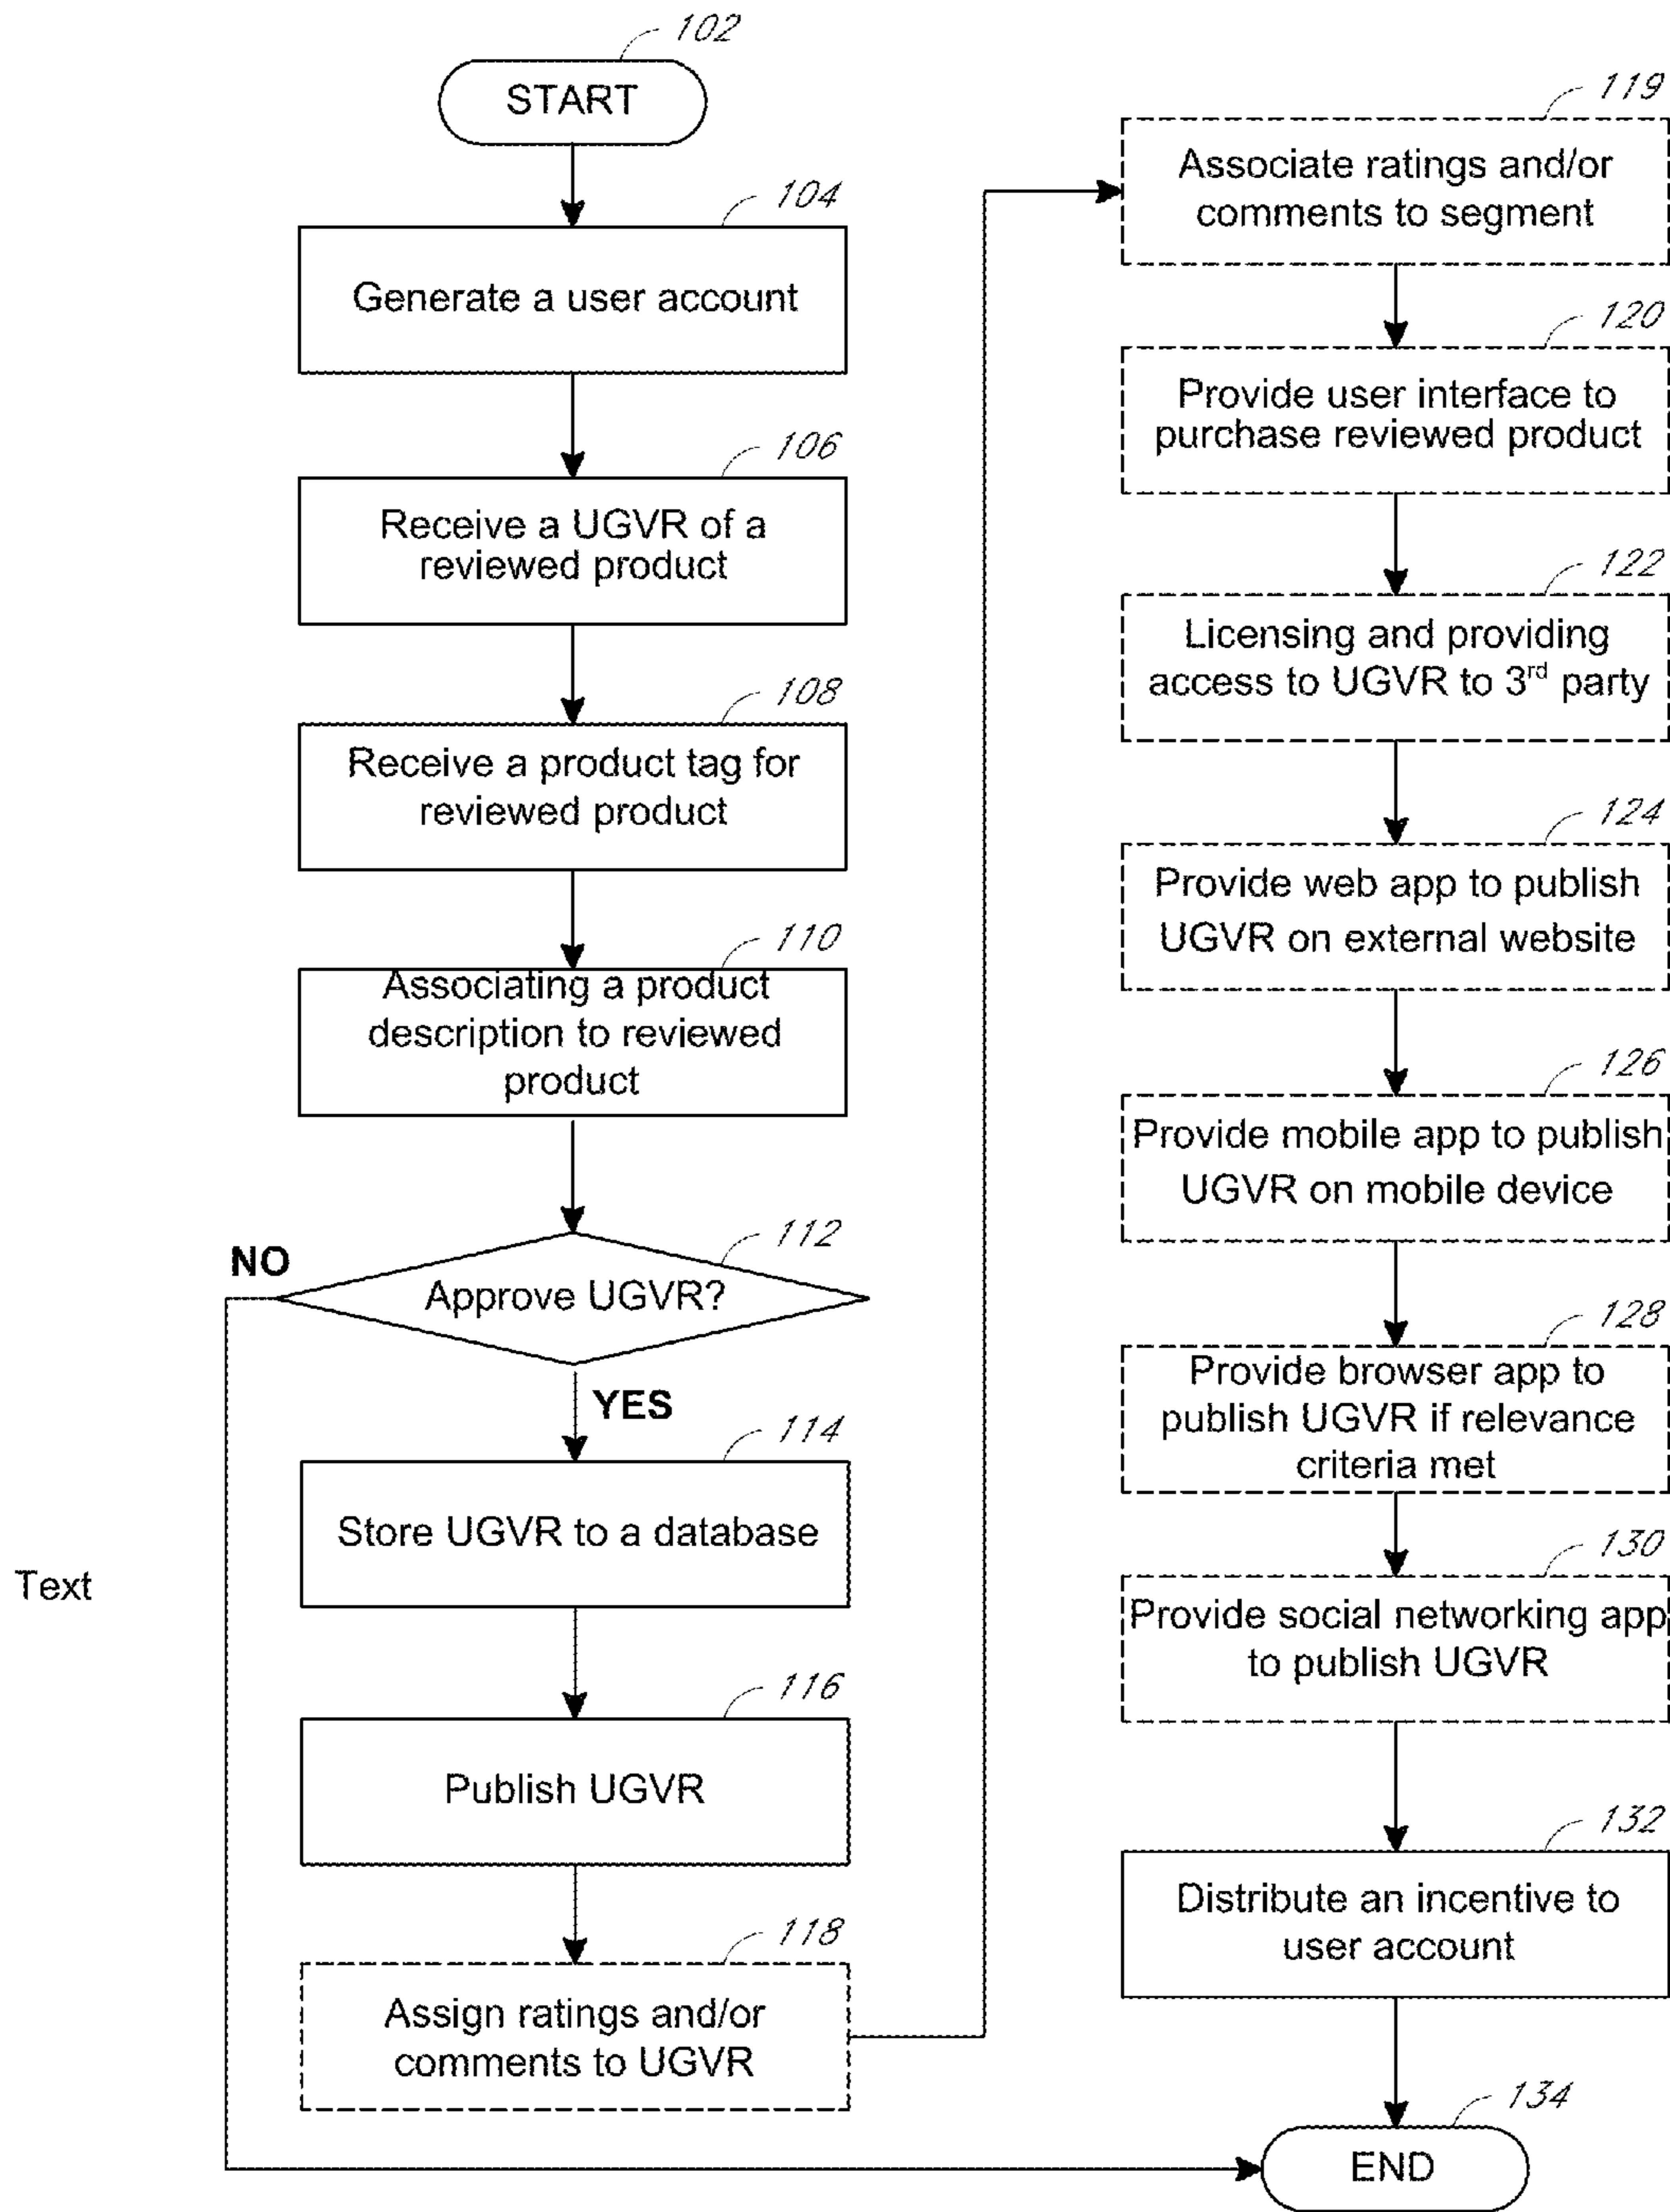 102
START
104
Generate a user account
106
Receive a UGVR of a
reviewed product
108
Receive a product tag for
reviewed product
110
Associating a product
description to reviewed
product
112
NO
Approve UGVR?
YES
114
Store UGVR to a database
Text
116
Publish UGVR
118
Assign ratings and/or
comments to UGVR
119
Associate ratings and/or
comments to segment
120
Provide user interface to
purchase reviewed product
122
Licensing and providing
access to UGVR to 3rd party
124
Provide web app to publish
UGVR on external website
126
Provide mobile app to publish
UGVR on mobile device
128
Provide browser app to
publish UGVR if relevance
criteria met
130
Provide social networking app
to publish UGVR
132
Distribute an incentive to
user account
134
END